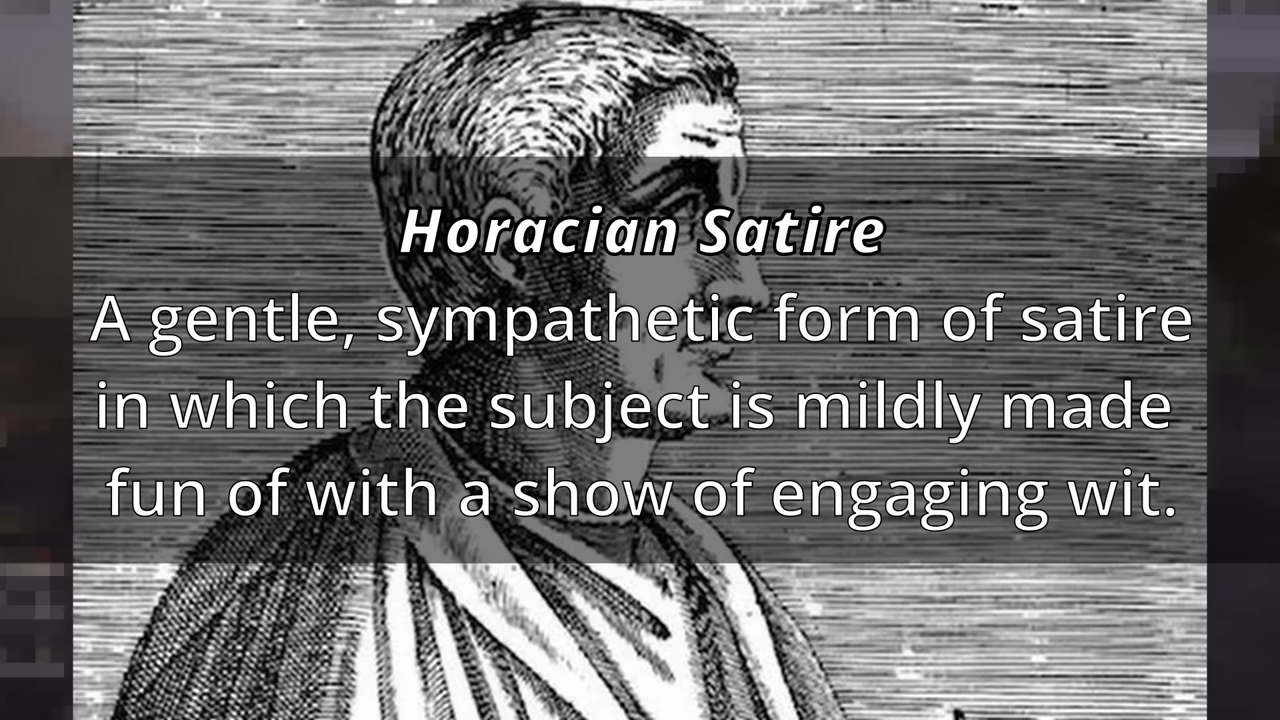 Horacian Satire
A gentle, sympathetic form of satire
in which the subject is mildly made
fun of with a show of engaging wit.